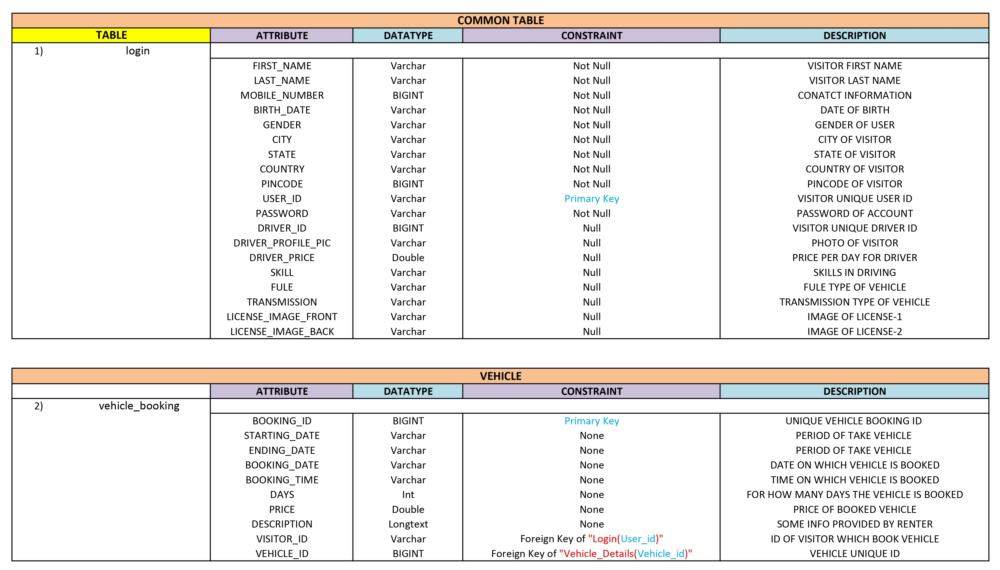 COMMON TABLE
TABLE ATTRIBUTE DATATYPE CONSTRAINT DESCRIPTION
1) login
FIRST_NAME Varchar Not Null VISITOR FIRST NAME
LAST_NAME Varchar Not Null VISITOR LAST NAME
MOBILE_NUMBER BIGINT Not Null CONATCT INFORMATION
BIRTH_DATE Varchar Not Null DATE OF BIRTH
GENDER Varchar Not Null GENDER OF USER
CITY Varchar Not Null CITY OF VISITOR
STATE Varchar Not Null STATE OF VISITOR
COUNTRY Varchar Not Null COUNTRY OF VISITOR
PINCODE BIGINT Not Null PINCODE OF VISITOR
USER_ID Varchar Primary Key VISITOR UNIQUE USER ID
PASSWORD Varchar Not Null PASSWORD OF ACCOUNT
DRIVER_ID BIGINT Null VISITOR UNIQUE DRIVER ID
DRIVER_PROFILE_PIC Varchar Null PHOTO OF VISITOR
DRIVER_PRICE Double Null PRICE PER DAY FOR DRIVER
SKILL Varchar Null SKILLS IN DRIVING
FULE Varchar Null FULE TYPE OF VEHICLE
TRANSMISSION Varchar Null TRANSMISSION TYPE OF VEHICLE
LICENSE_IMAGE_FRONT Varchar Null IMAGE OF LICENSE-1
LICENSE_IMAGE_BACK Varchar Null IMAGE OF LICENSE-2
VEHICLE
ATTRIBUTE DATATYPE CONSTRAINT DESCRIPTION
2) vehicle_booking
BOOKING_ID BIGINT Primary Key UNIQUE VEHICLE BOOKING ID
STARTING_DATE Varchar None PERIOD OF TAKE VEHICLE
ENDING_DATE Varchar None PERIOD OF TAKE VEHICLE
BOOKING_DATE Varchar None DATE ON WHICH VEHICLE IS BOOKED
BOOKING_TIME Varchar None TIME ON WHICH VEHICLE IS BOOKED
DAYS Int None FOR HOW MANY DAYS THE VEHICLE IS BOOKED
PRICE Double None PRICE OF BOOKED VEHICLE
DESCRIPTION Longtext None SOME INFO PROVIDED BY RENTER
VISITOR_ID Varchar Foreign Key of "Login(User_id)" ID OF VISITOR WHICH BOOK VEHICLE
VEHICLE_ID BIGINT Foreign Key of "Vehicle_Details(Vehicle_id)" VEHICLE UNIQUE ID